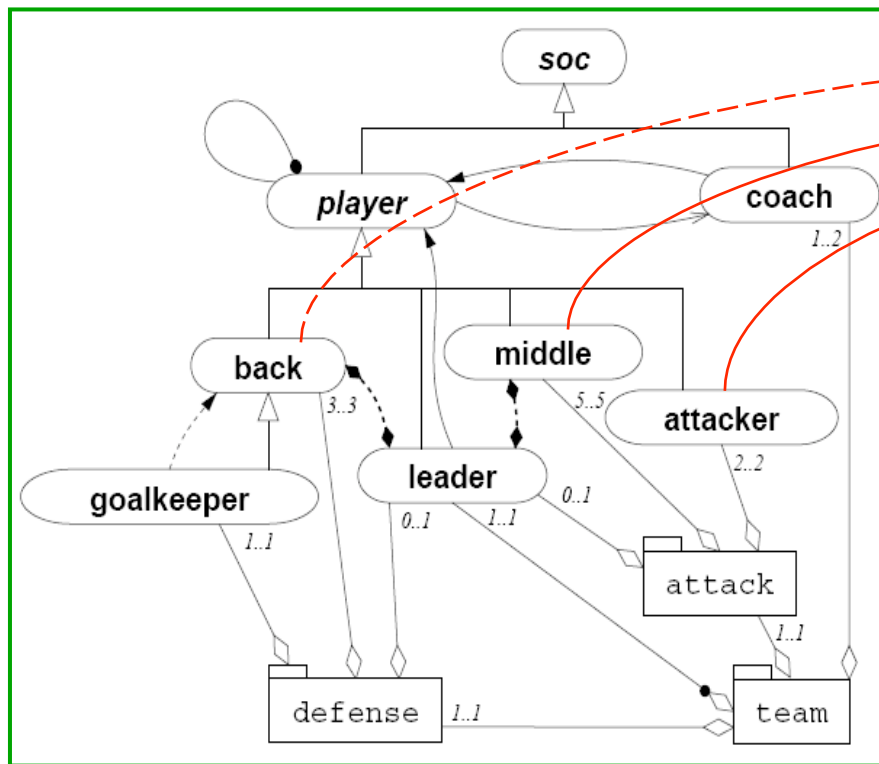 soc
player
coach
1..2
back
3..3
middle
5..5
attacker
2..2
goalkeeper
1..1
leader
0..1
1..1
0..1
attack
1..1
defense
1..1
team